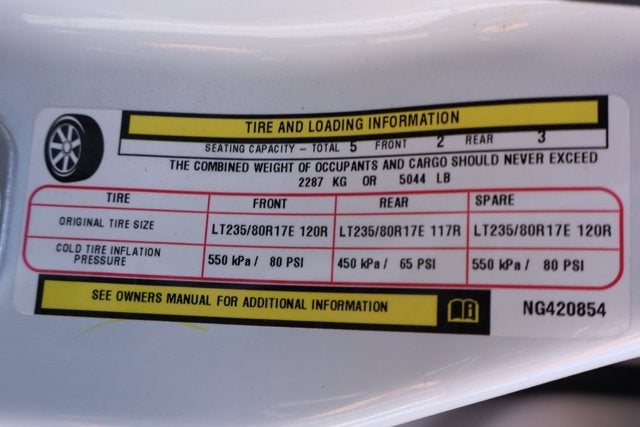 TIRE AND LOADING INFORMATION
SEATING CAPACITY - TOTAL 5 FRONT 2 REAR 3
THE COMBINED WEIGHT OF OCCUPANTS AND CARGO SHOULD NEVER EXCEED
2287 KG OR 5044 LB
TIRE FRONT REAR SPARE
ORIGINAL TIRE SIZE LT235/80R17E 120R LT235/80R17E 117R LT235/80R17E 120R
COLD TIRE INFLATION PRESSURE 550 kPa / 80 PSI 450 kPa / 65 PSI 550 kPa / 80 PSI
SEE OWNERS MANUAL FOR ADDITIONAL INFORMATION NG420854